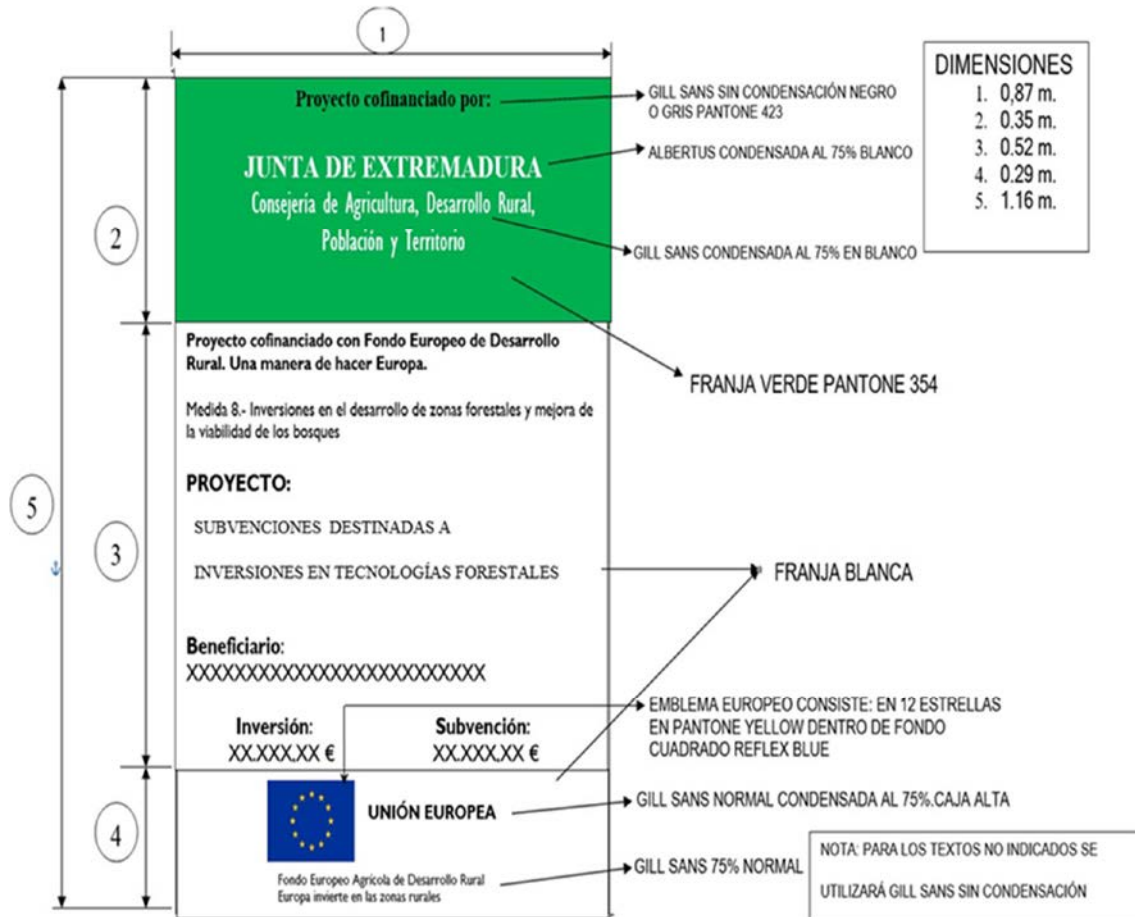 1
Proyecto cofinanciado por:
JUNTA DE EXTREMADURA
Consejería de Agricultura, Desarrollo Rural,
Población y Territorio
2
Proyecto cofinanciado con Fondo Europeo de Desarrollo
Rural. Una manera de hacer Europa.
Medida 8.- Inversiones en el desarrollo de zonas forestales y mejora de
la viabilidad de los bosques
PROYECTO:
SUBVENCIONES DESTINADAS A
INVERSIONES EN TECNOLOGÍAS FORESTALES
5
3
Beneficiario:
XXXXXXXXXXXXXXXXXXXXXXXXX
Inversión:
Subvención:
XX.XXX,XX €
XX.XXX,XX €
4
UNIÓN EUROPEA
Fondo Europeo Agrícola de Desarrollo Rural
Europa invierte en las zonas rurales
GILL SANS SIN CONDENSACIÓN NEGRO
O GRIS PANTONE 423
ALBERTUS CONDENSADA AL 75% BLANCO
GILL SANS CONDENSADA AL 75% EN BLANCO
FRANJA VERDE PANTONE 354
FRANJA BLANCA
EMBLEMA EUROPEO CONSISTE: EN 12 ESTRELLAS
EN PANTONE YELLOW DENTRO DE FONDO
CUADRADO REFLEX BLUE
GILL SANS NORMAL CONDENSADA AL 75%.CAJA ALTA
GILL SANS 75% NORMAL
DIMENSIONES
1. 0,87 m.
2. 0.35 m.
3. 0.52 m.
4. 0.29 m.
5. 1.16 m.
NOTA: PARA LOS TEXTOS NO INDICADOS SE
UTILIZARÁ GILL SANS SIN CONDENSACIÓN